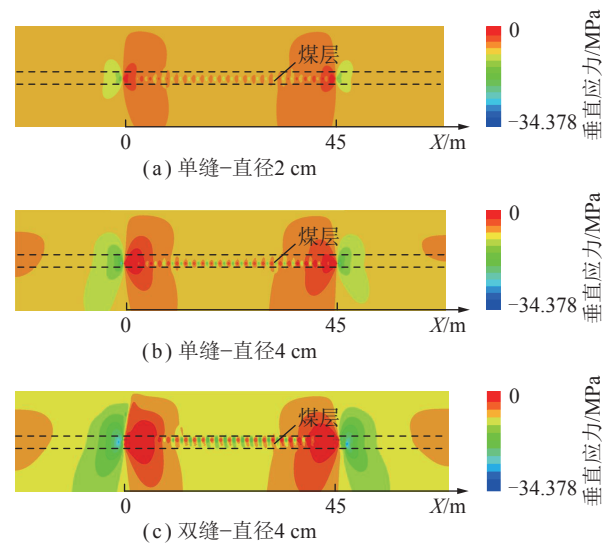 煤层
0
45
X/m
0
−34.378
垂直应力/MPa
(a) 单缝−直径2 cm
煤层
0
45
X/m
0
−34.378
垂直应力/MPa
(b) 单缝−直径4 cm
煤层
0
45
X/m
0
−34.378
垂直应力/MPa
(c) 双缝−直径4 cm